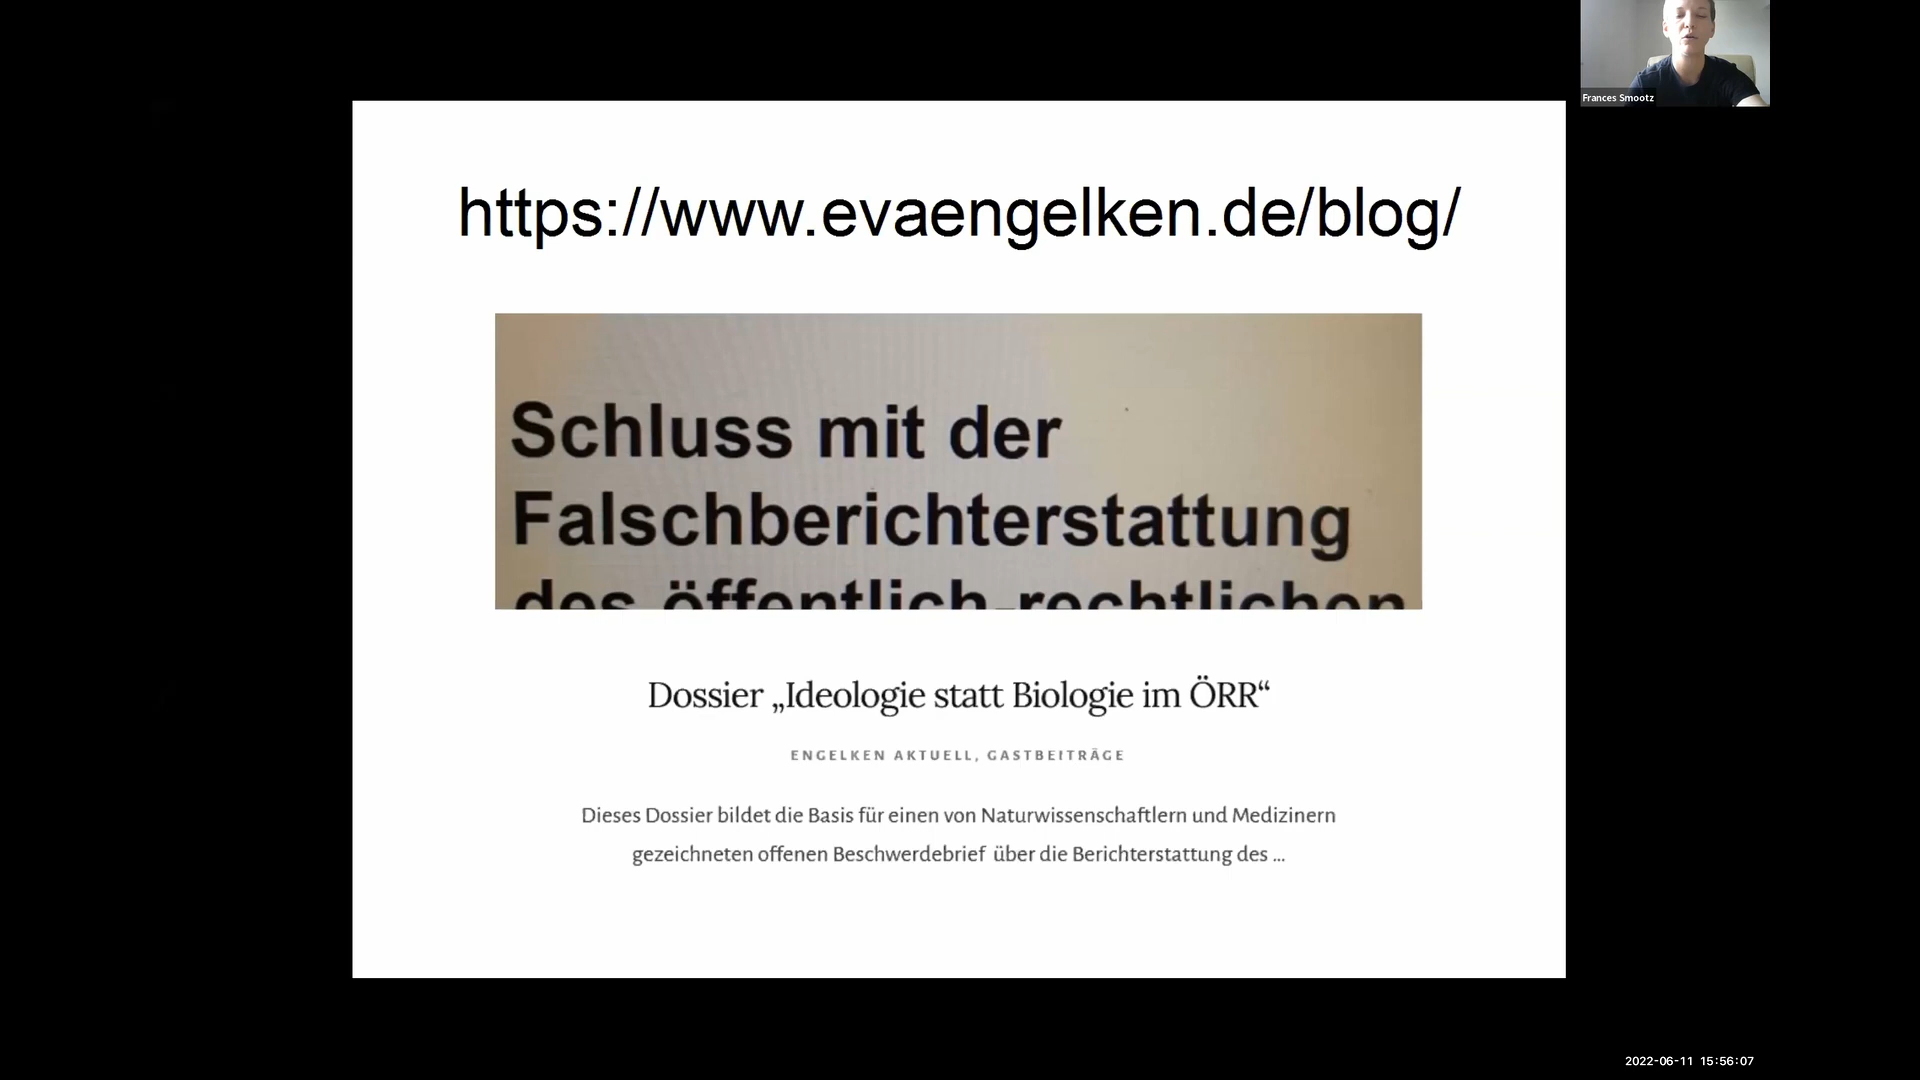 Frances Smootz
https://www.evaengelken.de/blog/
Schluss mit der
Falschberichterstattung
des öffentlich-rechtlichen
Dossier „Ideologie statt Biologie im ÖRR“
ENGELKEN AKTUELL, GASTBEITRÄGE
Dieses Dossier bildet die Basis für einen von Naturwissenschaftlern und Medizinern
gezeichneten offenen Beschwerdebrief über die Berichterstattung des ...
2022-06-11 15:56:07